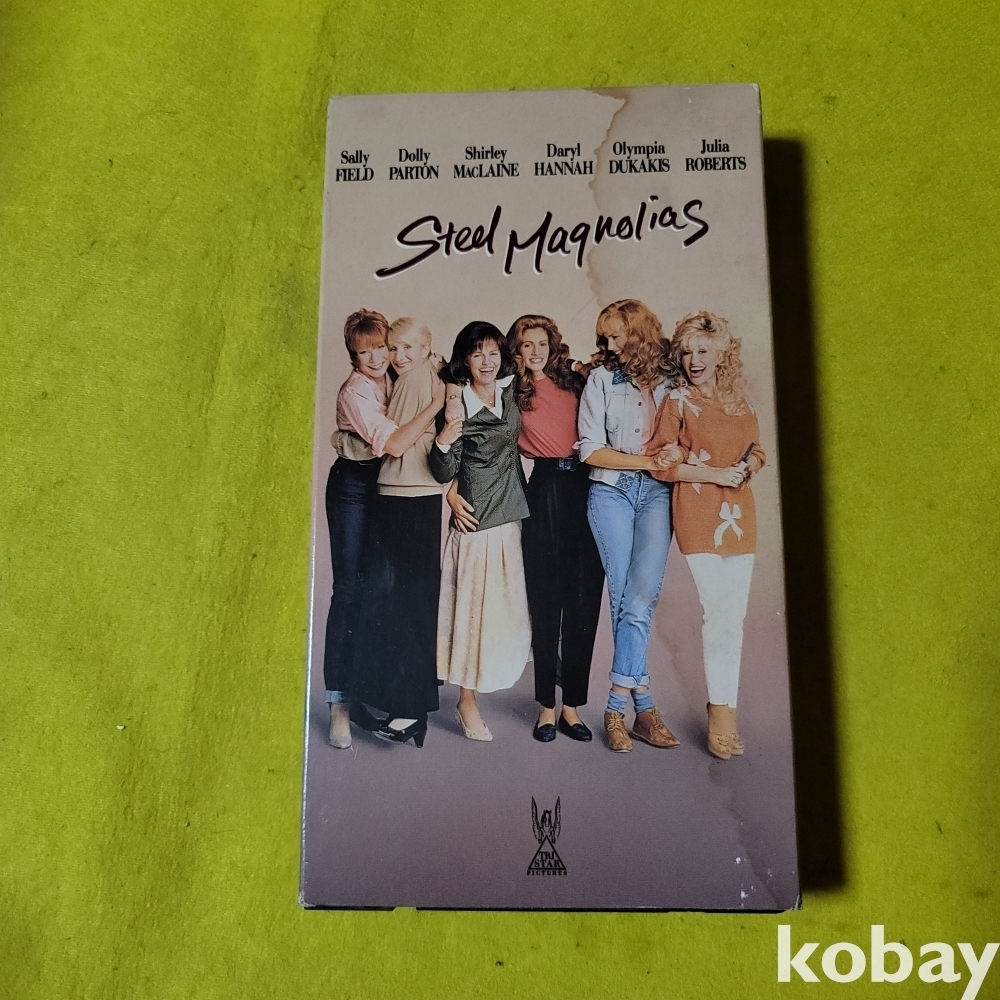 Sally Dolly Shirley Daryl Olympia Julia
FIELD PARTON MACLAINE HANNAH DUKAKIS ROBERTS
Steel Magnolias
TRI
STAR
PICTURES
kobay